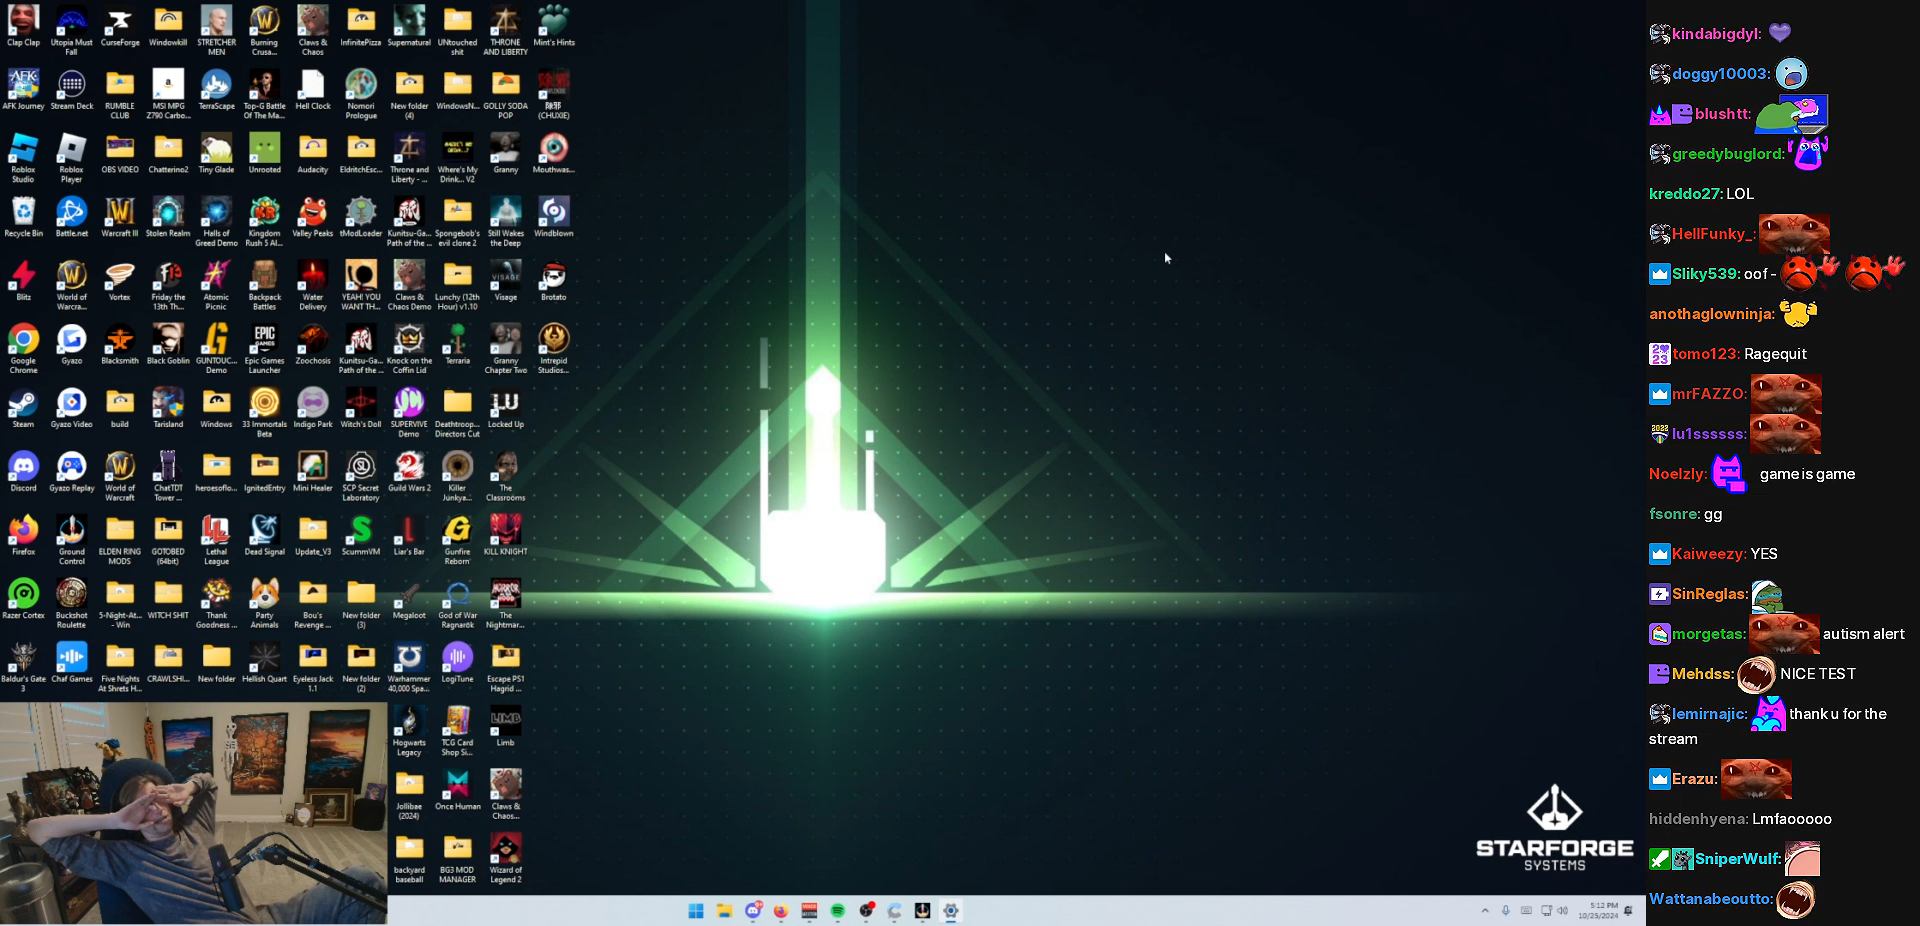 Clap Clap
Utopia Must
Fall
CurseForge
Windowkill
STRETCHER
MEN
Burning
Crusa...
Claws &
Chaos
InfinitePizza
Supernatural
UNtouched
shit
THRONE
AND LIBERTY
Mint's Hints
AFK Journey
Stream Deck
RUMBLE
CLUB
MSI MPG
Z790 Carbo...
TerraScape
Top-G Battle
Of The Ma...
Hell Clock
Nomori
Prologue
New folder
(4)
WindowsN...
GOLLY SODA
POP
(CHUXIE)
Roblox
Studio
Roblox
Player
OBS VIDEO
Chatterino2
Tiny Glade
Unrooted
Audacity
EldritchEsc...
Throne and
Liberty - ...
Where's My
Drink... V2
Granny
Mouthwas...
Recycle Bin
Battle.net
Warcraft III
Stolen Realm
Halls of
Greed Demo
Kingdom
Rush 5 Al...
Valley Peaks
tModLoader
Kunitsu-Ga...
Path of the ...
Spongebob's
evil clone 2
Still Wakes
the Deep
Windblown
Blitz
World of
Warcra...
Vortex
Friday the
13th Th...
Atomic
Picnic
Backpack
Battles
Water
Delivery
YEAH! YOU
WANT TH...
Claws &
Chaos Demo
Lunchy (12th
Hour) v1.10
Visage
Brotato
Google
Chrome
Gyazo
Blacksmith
Black Goblin
GUNTOUC...
Demo
Epic Games
Launcher
Zoochosis
Kunitsu-Ga...
Path of the ...
Knock on the
Coffin Lid
Terraria
Granny
Chapter Two
Intrepid
Studios...
Steam
Gyazo Video
build
Tarisland
Windows
33 Immortals
Beta
Indigo Park
Witch's Doll
SUPERVIVE
Demo
Deathtroop...
Directors Cut
Locked Up
Discord
Gyazo Replay
World of
Warcraft
ChatTDT
Tower ...
heroesoflo...
IgnitedEntry
Mini Healer
SCP Secret
Laboratory
Guild Wars 2
Killer
Junkya...
The
Classrooms
Firefox
Ground
Control
ELDEN RING
MODS
GOTOBED
(64bit)
Lethal
League
Dead Signal
Update_V3
ScummVM
Liar's Bar
Gunfire
Reborn
KILL KNIGHT
Razer Cortex
Buckshot
Roulette
5-Night-At...
- Win
WITCH SHIT
Thank
Goodness ...
Party
Animals
Bou's
Revenge ...
New folder
(3)
Megaloot
God of War
Ragnarök
The
Nightmar...
Baldur's Gate
3
Chaf Games
Five Nights
At Shrets H...
CRAWLSHI...
New folder
Hellish Quart
Eyeless Jack
1.1
New folder
(2)
Warhammer
40,000 Spa...
LogiTune
Escape PS1
Hagrid ...
Hogwarts
Legacy
TCG Card
Shop Si...
Limb
Jollibae
(2024)
Once Human
Claws &
Chaos...
backyard
baseball
BG3 MOD
MANAGER
Wizard of
Legend 2
STARFORGE
SYSTEMS
5:12 PM
10/25/2024
kindabigdyl:
doggy10003:
blushtt:
greedybuglord:
kreddo27: LOL
HellFunky_:
Sliky539: oof -
anothaglowninja:
tomo123: Ragequit
mrFAZZO:
lu1ssssss:
Noelzly: game is game
fsonre: gg
Kaiweezy: YES
SinReglas:
morgetas: autism alert
Mehdss: NICE TEST
lemirnajic: thank u for the
stream
Erazu:
hiddenhyena: Lmfaooooo
SniperWulf:
Wattanabeoutto: